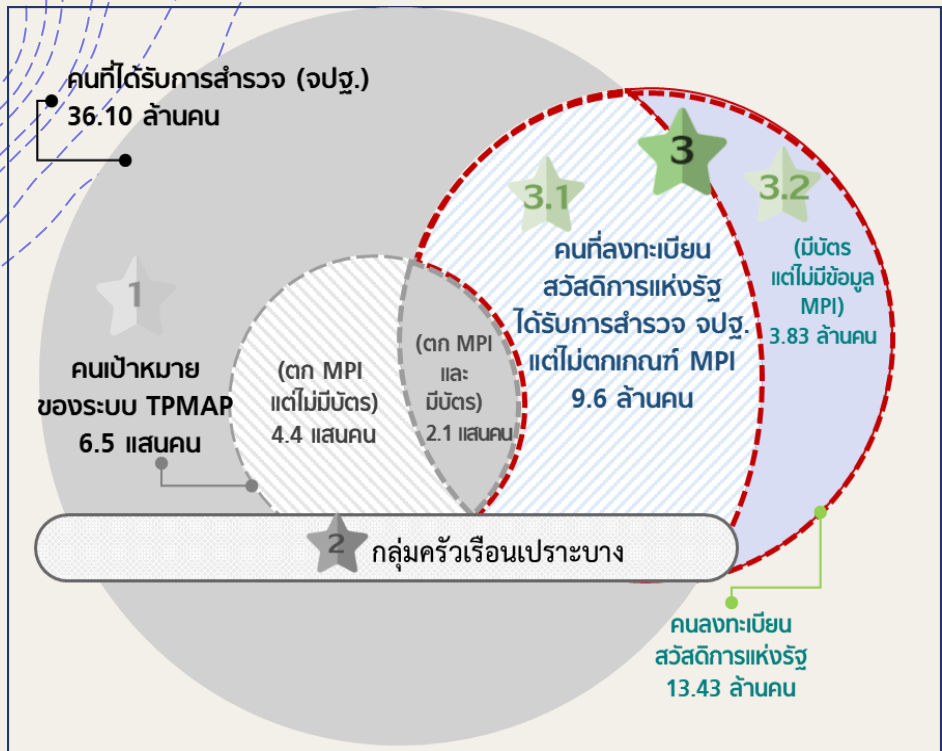 คนที่ได้รับการสำรวจ (จปฐ.)
36.10 ล้านคน
1
คนเป้าหมาย
ของระบบ TPMAP
6.5 แสนคน
(ตก MPI
แต่ไม่มีบัตร)
4.4 แสนคน
(ตก MPI
และ
มีบัตร)
2.1 แสนคน
3
3.1
คนที่ลงทะเบียน
สวัสดิการแห่งรัฐ
ได้รับการสำรวจ จปฐ.
แต่ไม่ตกเกณฑ์ MPI
9.6 ล้านคน
3.2
(มีบัตร
แต่ไม่มีข้อมูล
MPI)
3.83 ล้านคน
2 กลุ่มครัวเรือนเปราะบาง
คนลงทะเบียน
สวัสดิการแห่งรัฐ
13.43 ล้านคน